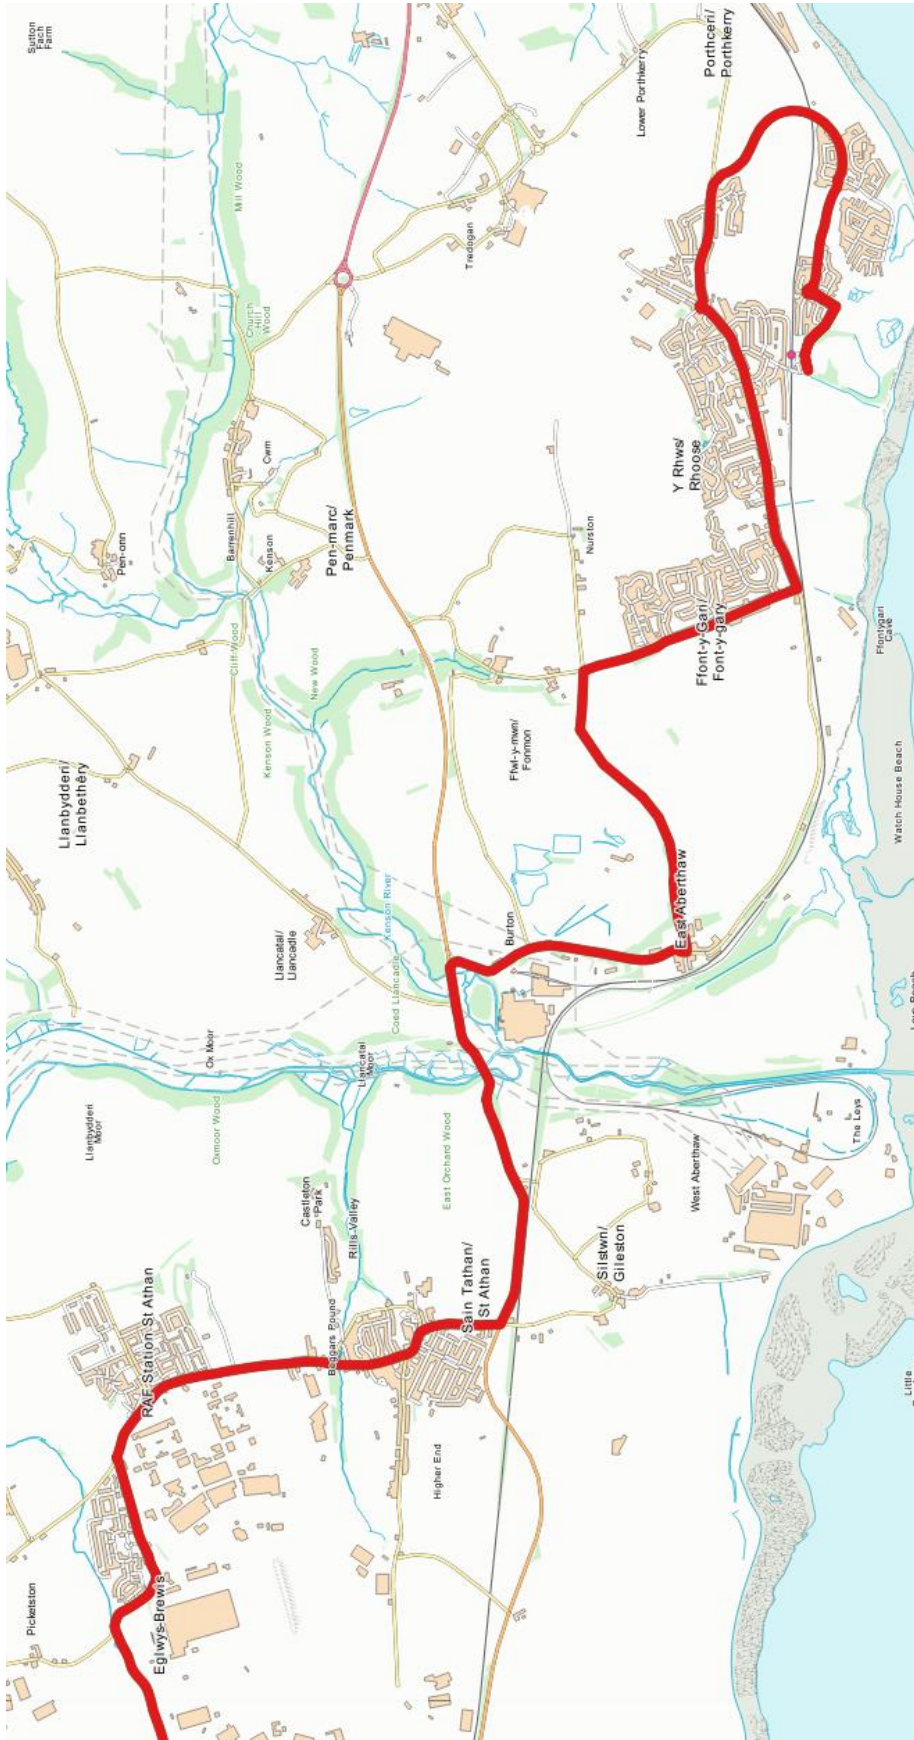 Sutton
Fach
Farm
Mill Wood
Church
Hill
Wood
Pen-onn
Barrenhill
Cwm
Kenson
Cliff Wood
New Wood
Kenson Wood
Pen-marc/
Penmark
Tredogan
Lower Porthkerry
Porthceri/
Porthkerry
Y Rhws/
Rhoose
Nurston
Ffont-y-Gari/
Font-y-gary
Ffontygari
Cave
Watch House Beach
Ffwl-y-mwn/
Fonmon
Llanbydderi/
Llanbethery
Llancatal/
Llancadle
Kenson River
Coed Llancadle
Burton
East Aberthaw
Ox Moor
Llancatal
Moor
Llanbydderi
Moor
Oxmoor Wood
East Orchard Wood
Castleton
Park
Rills Valley
West Aberthaw
The Leys
Silstwn/
Gileston
Sain Tathan/
St Athan
Beggars Pound
RAF Station St Athan
Higher End
Eglwys-Brewis
Picketston
Little